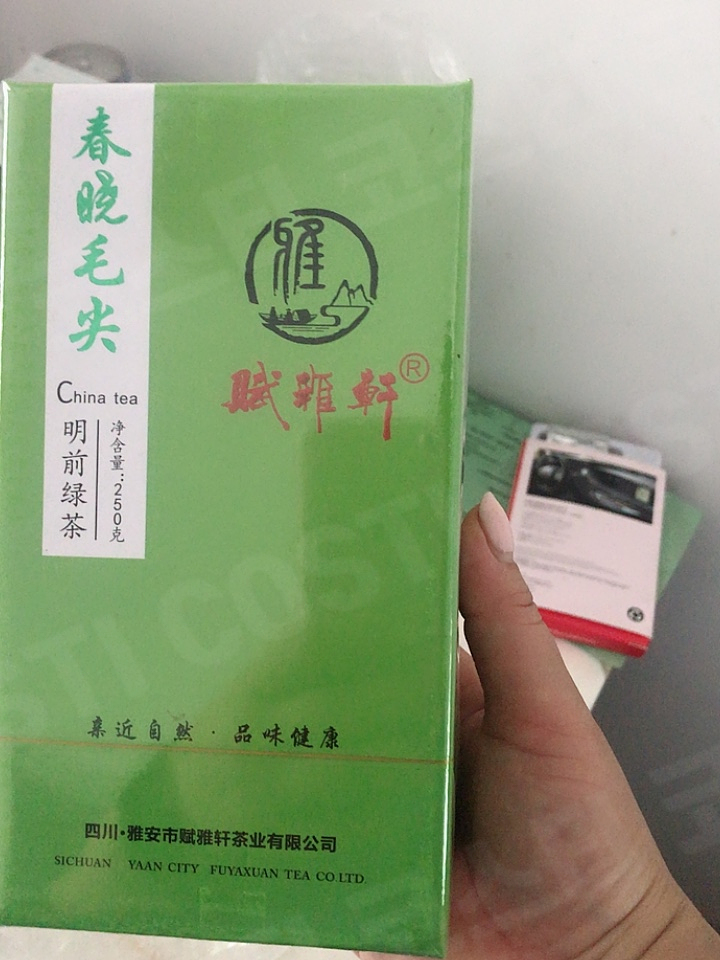 春晓毛尖
China tea
明前绿茶
净含量:250克
雅
赋雅軒®
亲近自然·品味健康
四川·雅安市赋雅轩茶业有限公司
SICHUAN YAAN CITY FUYAXUAN TEA CO.LTD.